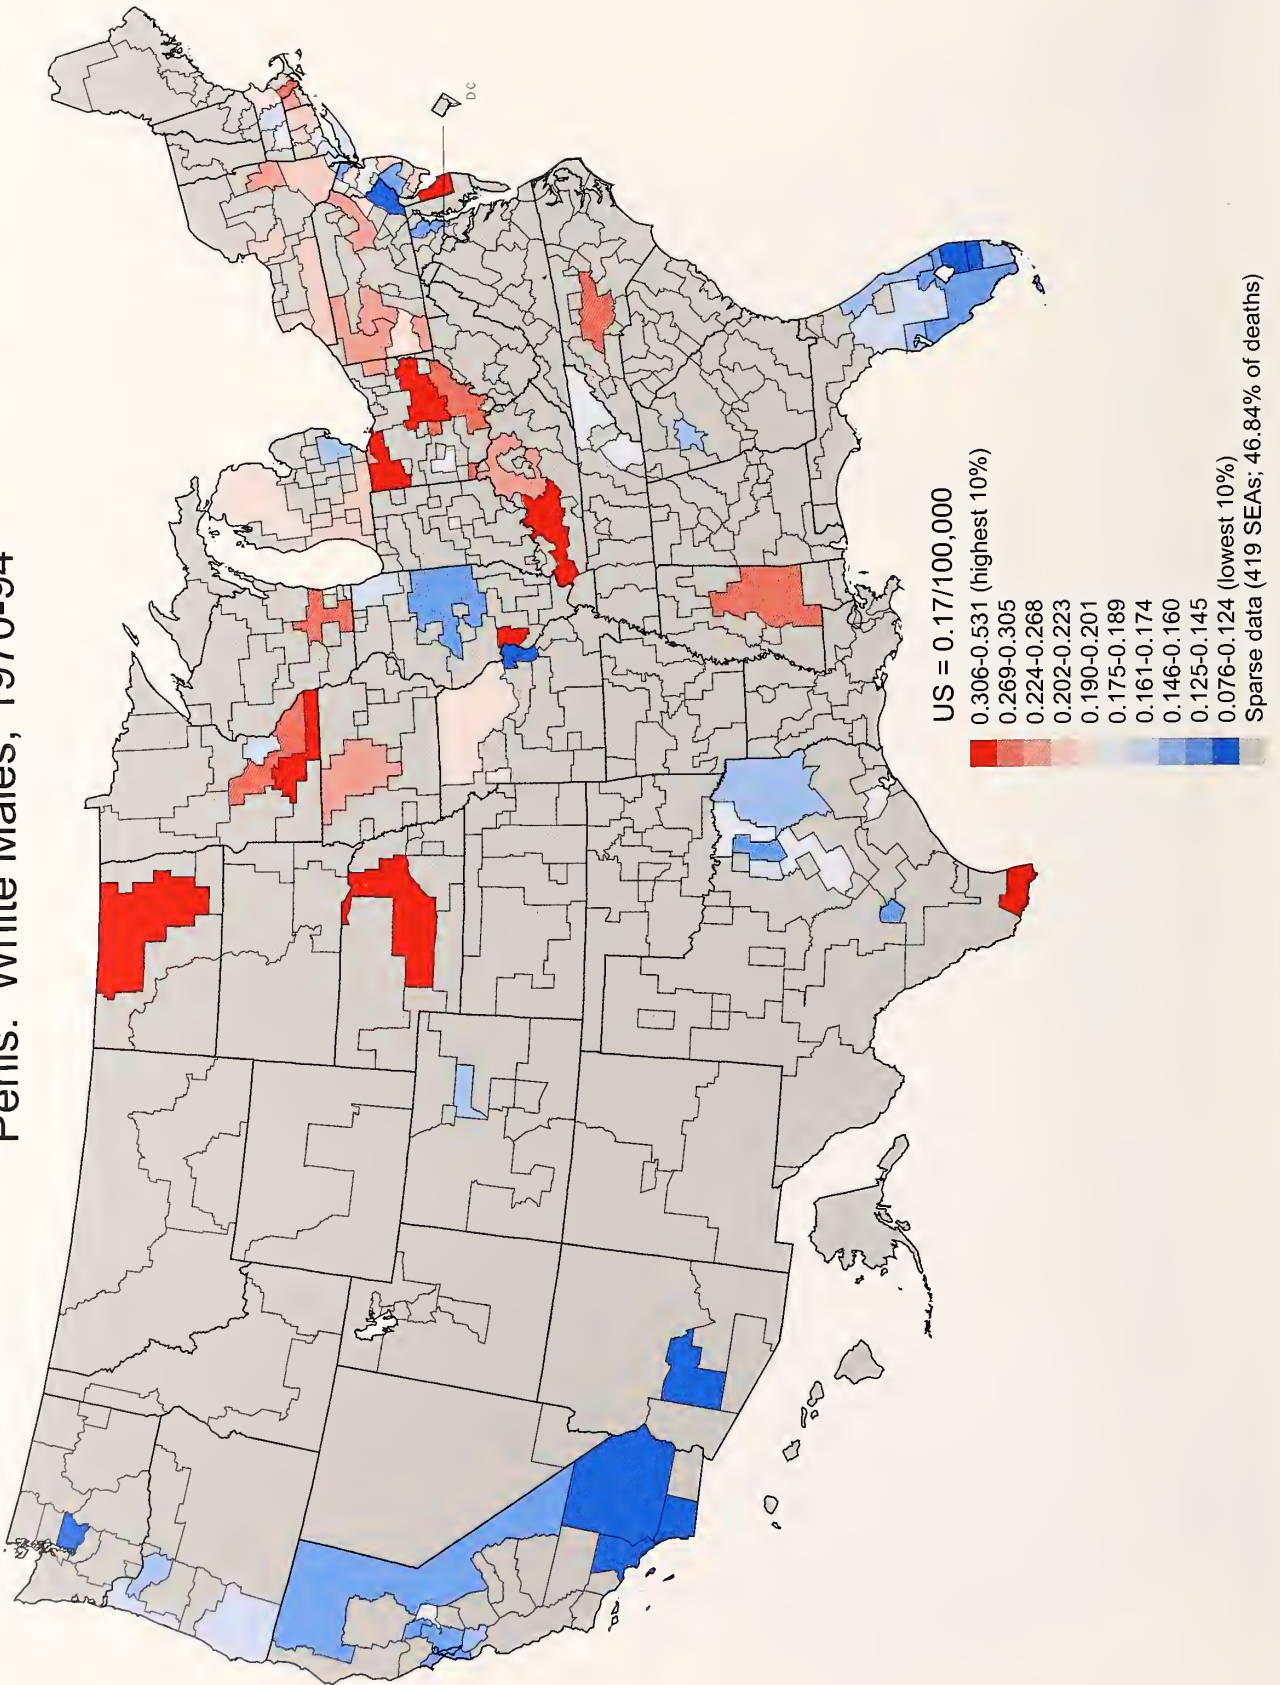 Penis: White Males, 1970-94
DC
US = 0.17/100,000
0.306-0.531 (highest 10%)
0.269-0.305
0.224-0.268
0.202-0.223
0.190-0.201
0.175-0.189
0.161-0.174
0.146-0.160
0.125-0.145
0.076-0.124 (lowest 10%)
Sparse data (419 SEAs; 46.84% of deaths)